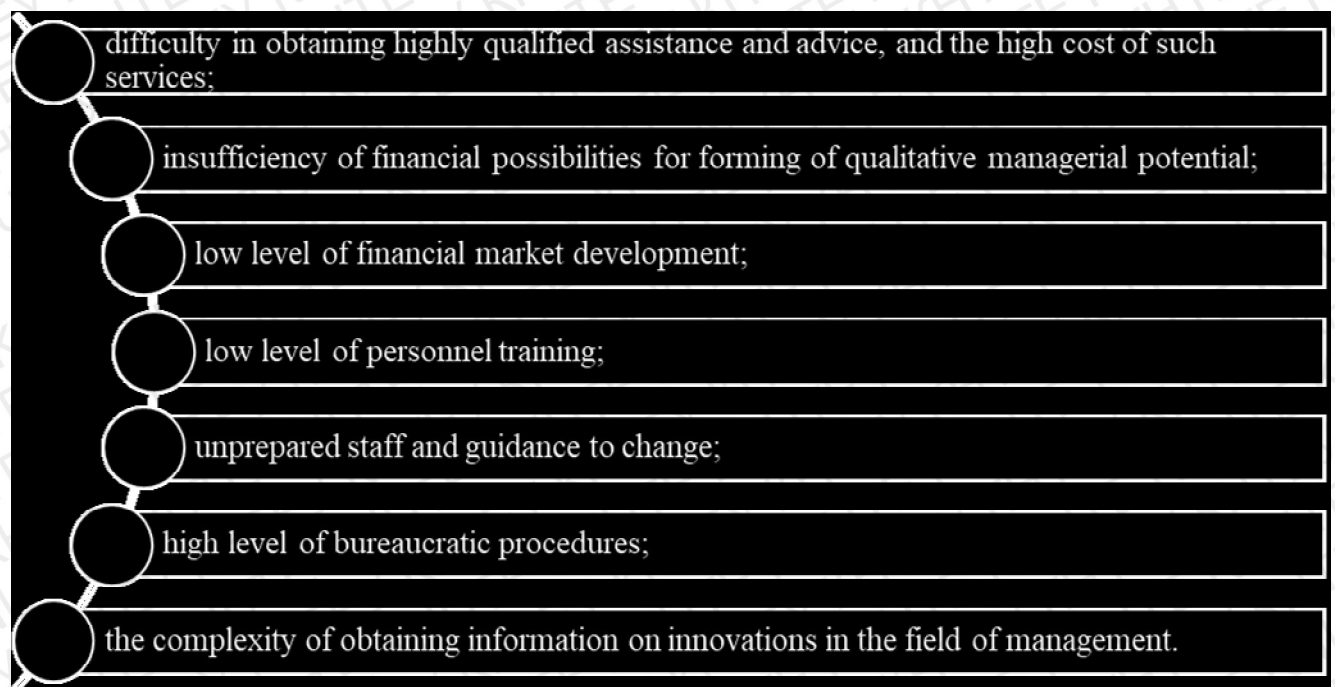 difficulty in obtaining highly qualified assistance and advice, and the high cost of such
services;
insufficiency of financial possibilities for forming of qualitative managerial potential;
low level of financial market development;
low level of personnel training;
unprepared staff and guidance to change;
high level of bureaucratic procedures;
the complexity of obtaining information on innovations in the field of management.